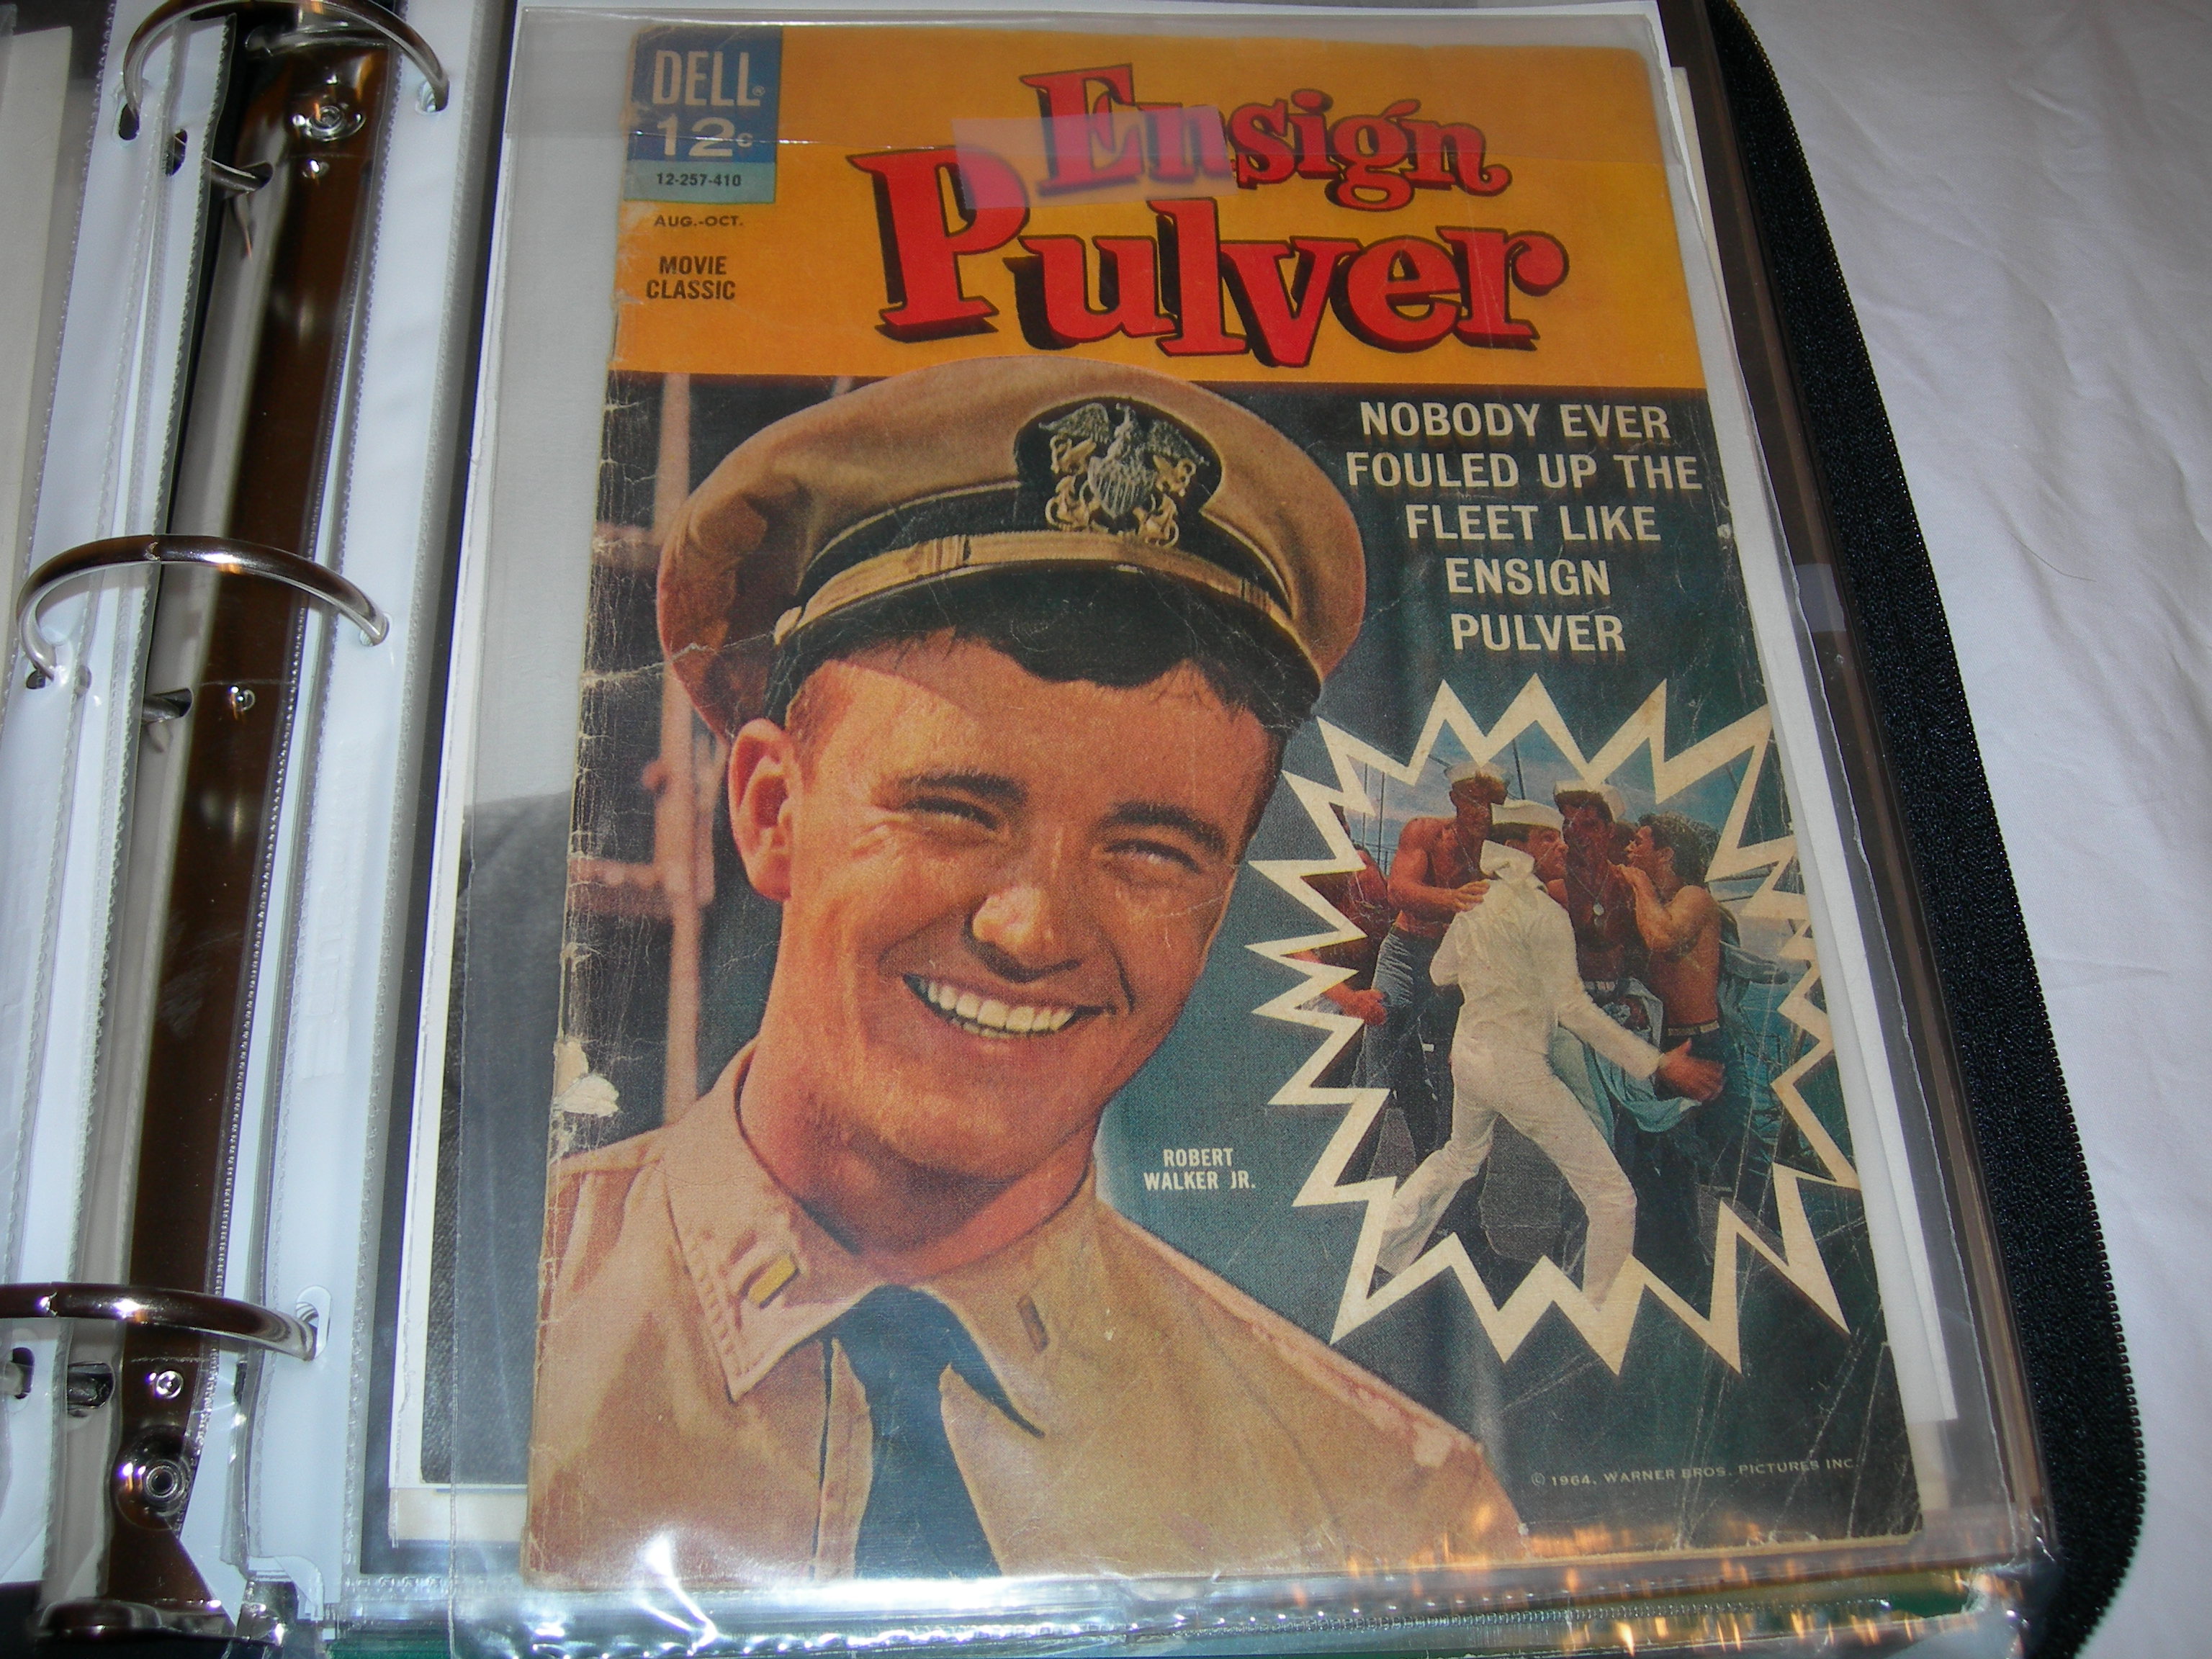 DELL®
12¢
12-257-410
AUG.-OCT.
MOVIE
CLASSIC
Ensign
Pulver
NOBODY EVER
FOULED UP THE
FLEET LIKE
ENSIGN
PULVER
ROBERT
WALKER JR.
© 1964, WARNER BROS. PICTURES INC.